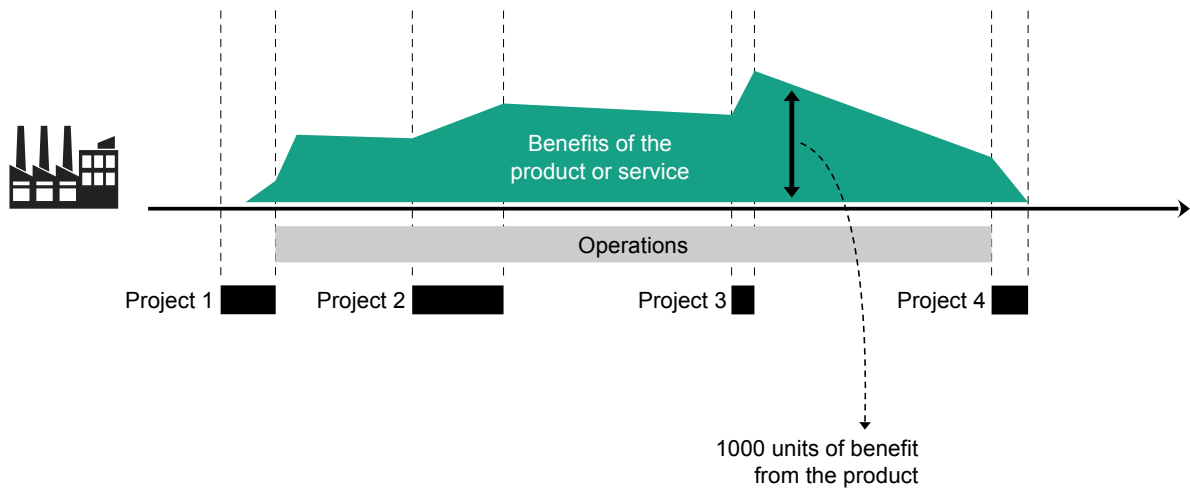 Benefits of the
product or service
Operations
Project 1
Project 2
Project 3
Project 4
1000 units of benefit
from the product